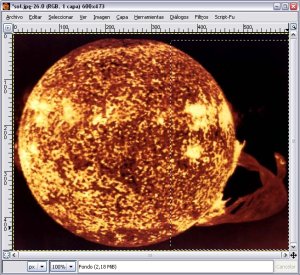 *sol.jpg-26.0 (RGB, 1 capa) 600x473
Archivo Editar Seleccionar Ver Imagen Capa Herramientas Diálogos Filtros Script-Fu
px 100% Fondo (2,18 MiB) Cancelar